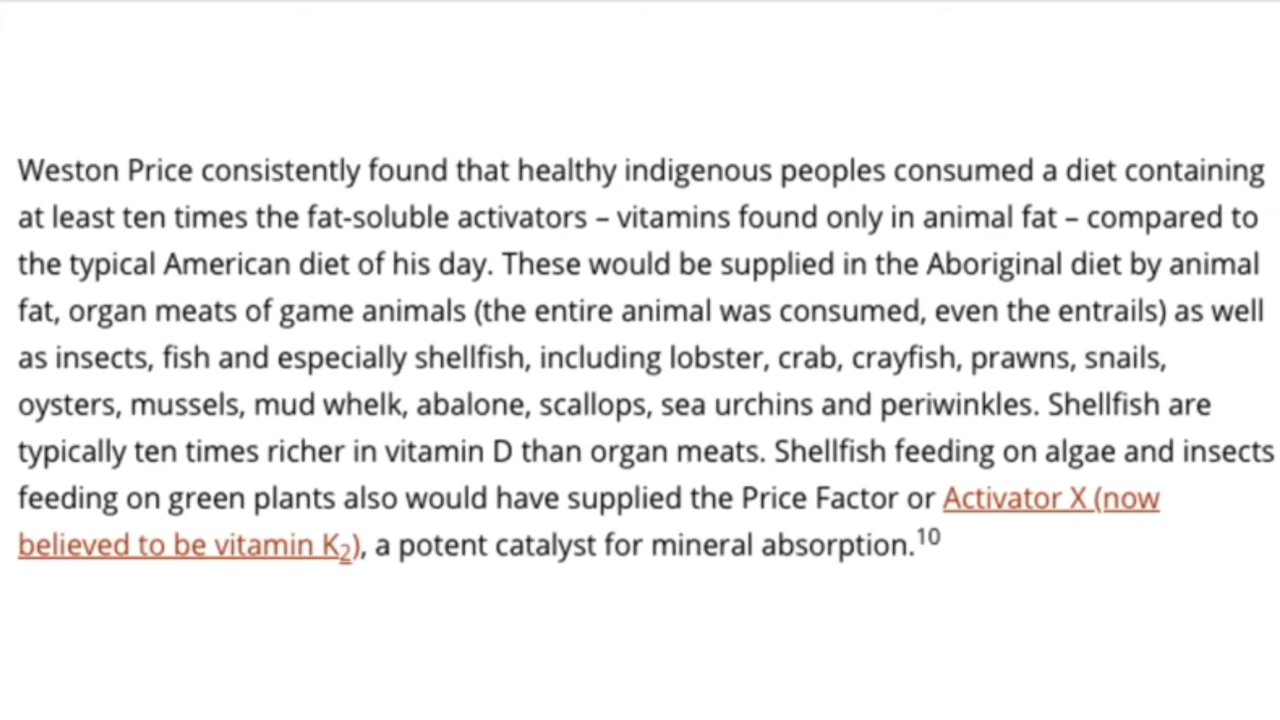 Weston Price consistently found that healthy indigenous peoples consumed a diet containing
at least ten times the fat-soluble activators – vitamins found only in animal fat – compared to
the typical American diet of his day. These would be supplied in the Aboriginal diet by animal
fat, organ meats of game animals (the entire animal was consumed, even the entrails) as well
as insects, fish and especially shellfish, including lobster, crab, crayfish, prawns, snails,
oysters, mussels, mud whelk, abalone, scallops, sea urchins and periwinkles. Shellfish are
typically ten times richer in vitamin D than organ meats. Shellfish feeding on algae and insects
feeding on green plants also would have supplied the Price Factor or Activator X (now
believed to be vitamin K₂), a potent catalyst for mineral absorption.¹⁰